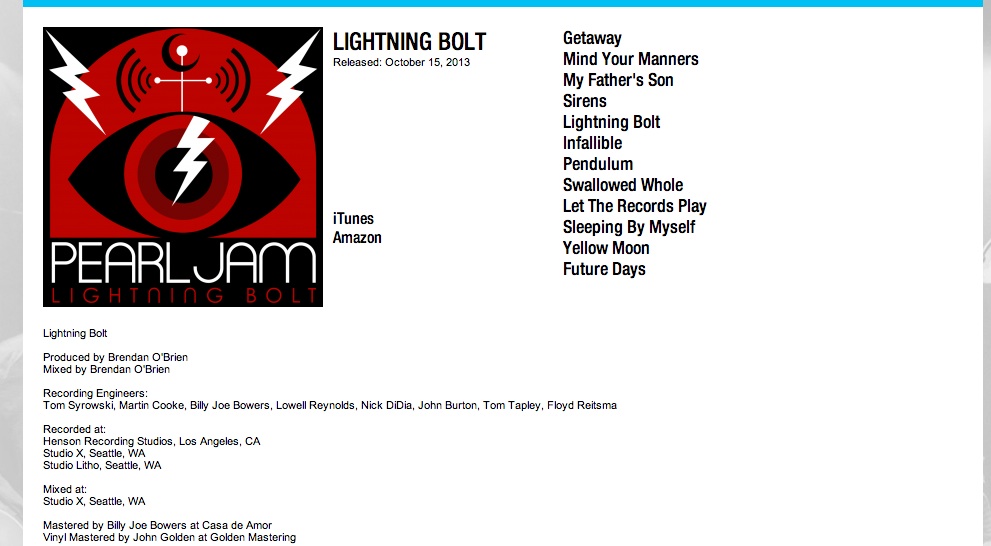 PEARL JAM
LIGHTNING BOLT
LIGHTNING BOLT
Released: October 15, 2013
iTunes
Amazon
Getaway
Mind Your Manners
My Father's Son
Sirens
Lightning Bolt
Infallible
Pendulum
Swallowed Whole
Let The Records Play
Sleeping By Myself
Yellow Moon
Future Days
Lightning Bolt
Produced by Brendan O'Brien
Mixed by Brendan O'Brien
Recording Engineers:
Tom Syrowski, Martin Cooke, Billy Joe Bowers, Lowell Reynolds, Nick DiDia, John Burton, Tom Tapley, Floyd Reitsma
Recorded at:
Henson Recording Studios, Los Angeles, CA
Studio X, Seattle, WA
Studio Litho, Seattle, WA
Mixed at:
Studio X, Seattle, WA
Mastered by Billy Joe Bowers at Casa de Amor
Vinyl Mastered by John Golden at Golden Mastering